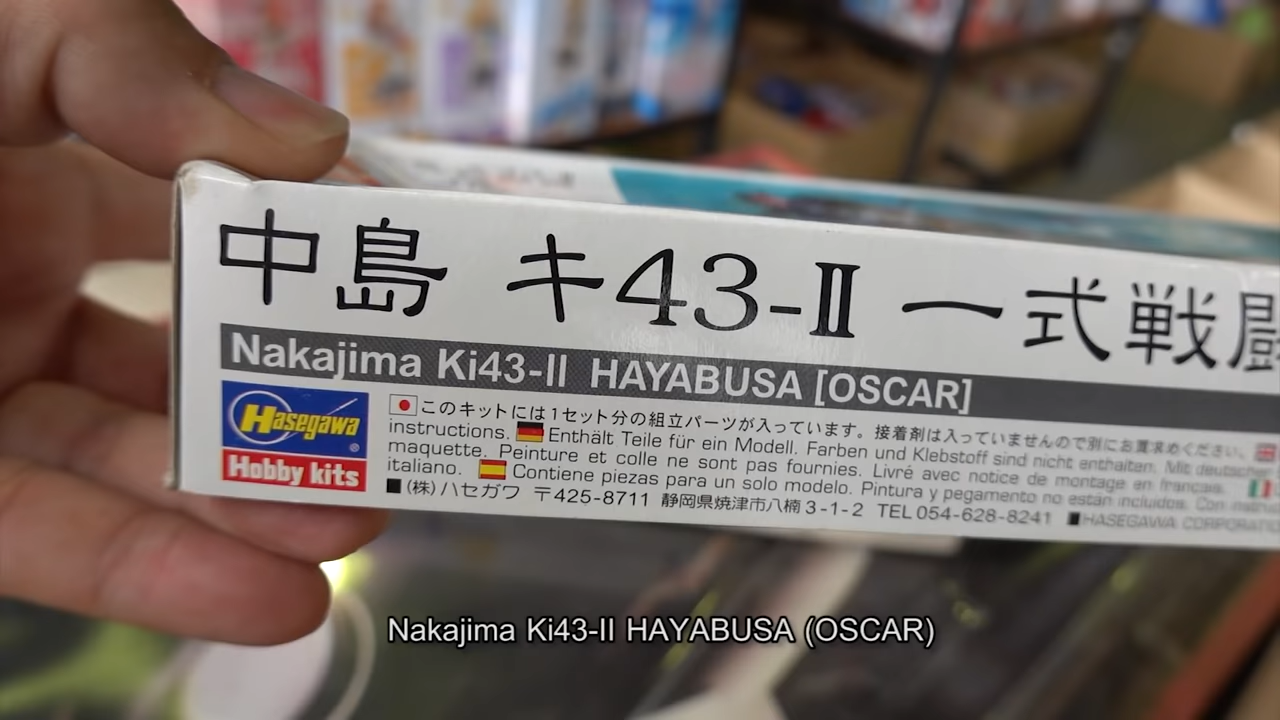 中島 キ43-II 一式戦闘
Nakajima Ki43-II HAYABUSA [OSCAR]
Hasegawa
Hobby kits
このキットには1セット分の組立パーツが入っています。接着剤は入っていませんので別にお買求めください。
instructions. Enthält Teile für ein Modell. Farben und Klebstoff sind nicht enthalten. Mit deutscher
maquette. Peinture et colle ne sont pas fournies. Livré avec notice de montage en français.
italiano. Contiene piezas para un solo modelo. Pintura y pegamento no están incluidos. Con
■(株)ハセガワ 〒425-8711 静岡県焼津市八楠3-1-2 TEL 054-628-8241 ■HASEGAWA CORPORATIO
Nakajima Ki43-II HAYABUSA (OSCAR)